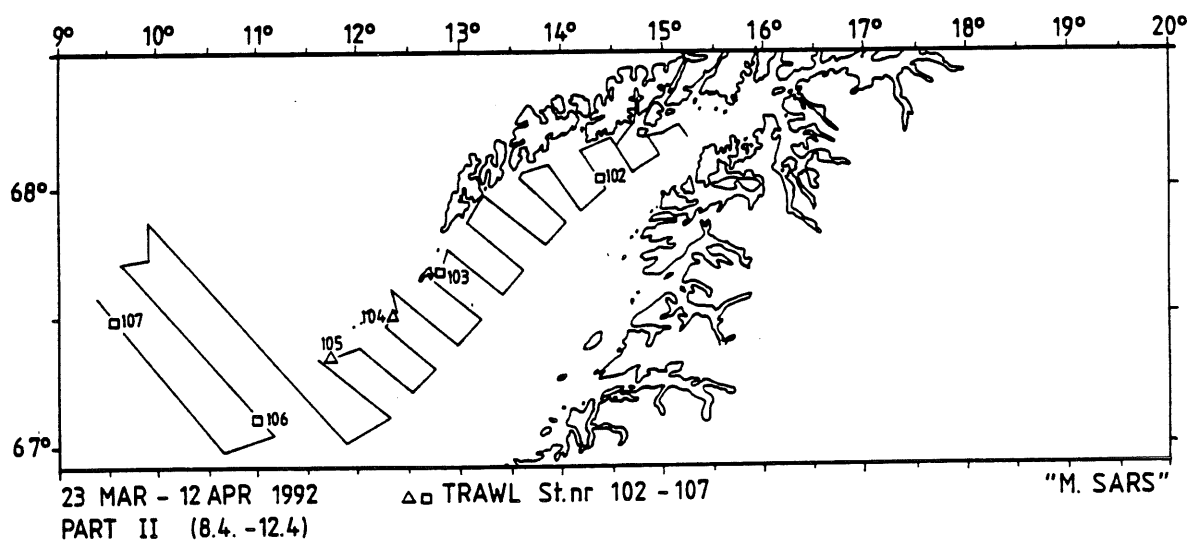 9° 10° 11° 12° 13° 14° 15° 16° 17° 18° 19° 20°
68°
102
103
104
105
107
106
67°
23 MAR - 12 APR 1992 △□ TRAWL St.nr 102 - 107 "M. SARS"
PART II (8.4. - 12.4)